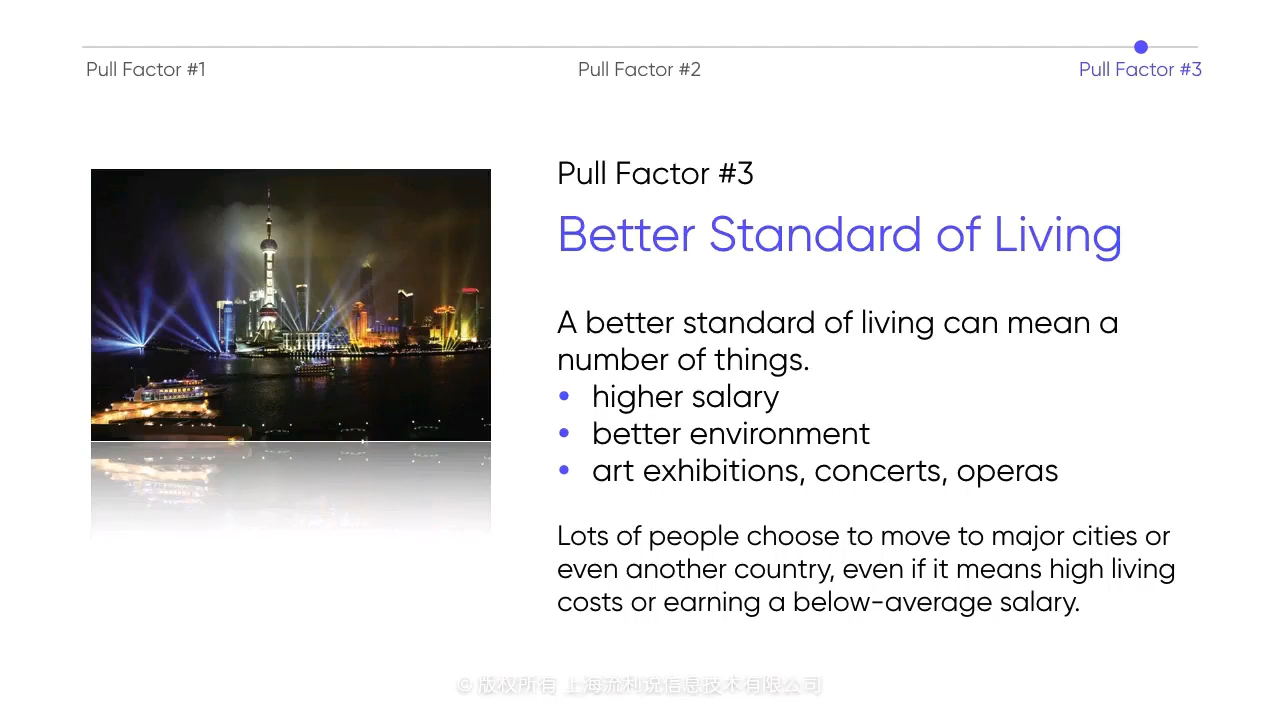 Pull Factor #1
Pull Factor #2
Pull Factor #3
Pull Factor #3
Better Standard of Living
A better standard of living can mean a
number of things.
• higher salary
• better environment
• art exhibitions, concerts, operas
Lots of people choose to move to major cities or
even another country, even if it means high living
costs or earning a below-average salary.
© 版权所有 上海流利说信息技术有限公司